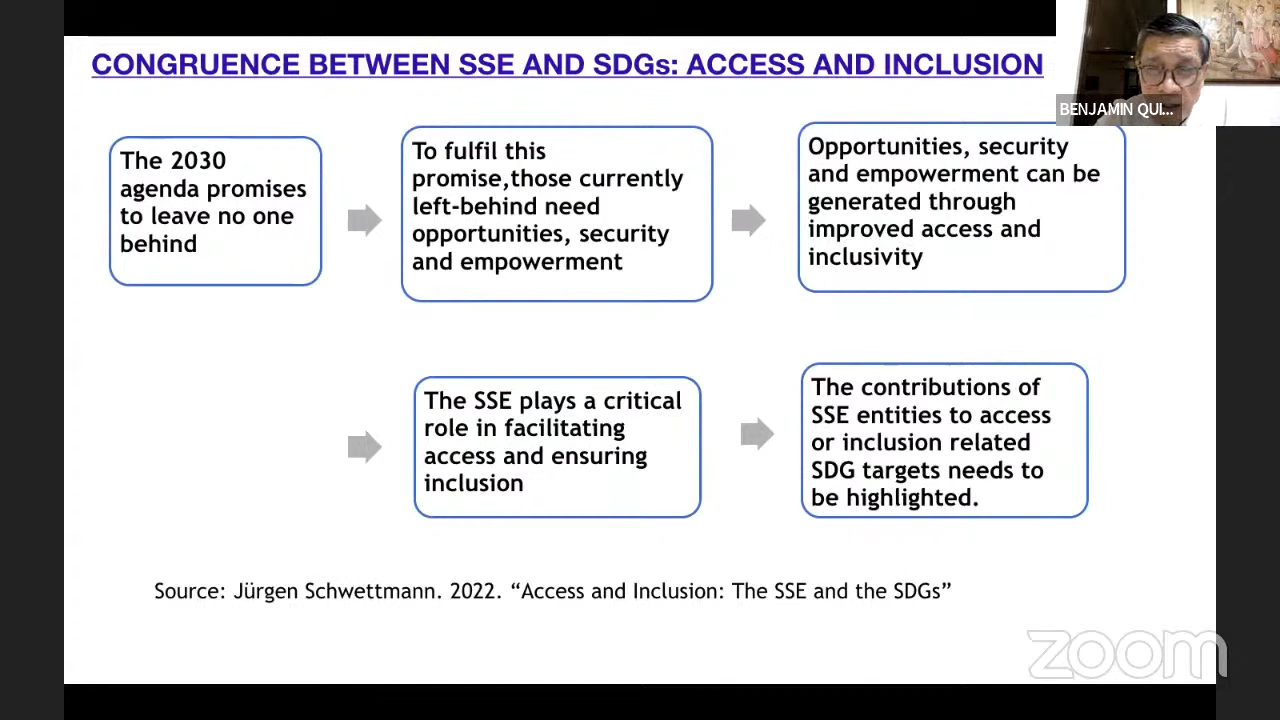 CONGRUENCE BETWEEN SSE AND SDGs: ACCESS AND INCLUSION
BENJAMIN QUI...
The 2030
agenda promises
to leave no one
behind
To fulfil this
promise,those currently
left-behind need
opportunities, security
and empowerment
Opportunities, security
and empowerment can be
generated through
improved access and
inclusivity
The SSE plays a critical
role in facilitating
access and ensuring
inclusion
The contributions of
SSE entities to access
or inclusion related
SDG targets needs to
be highlighted.
Source: Jürgen Schwettmann. 2022. “Access and Inclusion: The SSE and the SDGs”
zoom